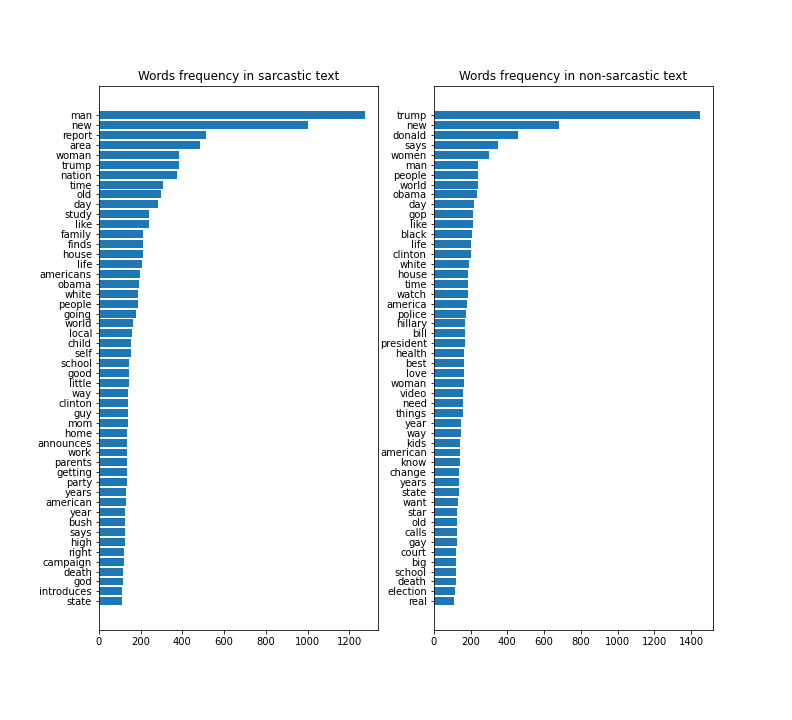 Words frequency in sarcastic text
man
new
report
area
woman
trump
nation
time
old
day
study
like
family
finds
house
life
americans
obama
white
people
going
world
local
child
self
school
good
little
way
clinton
guy
mom
home
announces
work
parents
getting
party
years
american
year
bush
says
high
right
campaign
death
god
introduces
state
0 200 400 600 800 1000 1200
Words frequency in non-sarcastic text
trump
new
donald
says
women
man
people
world
obama
day
gop
like
black
life
clinton
white
house
time
watch
america
police
hillary
bill
president
health
best
love
woman
video
need
things
year
way
kids
american
know
change
years
state
want
star
old
calls
gay
court
big
school
death
election
real
0 200 400 600 800 1000 1200 1400